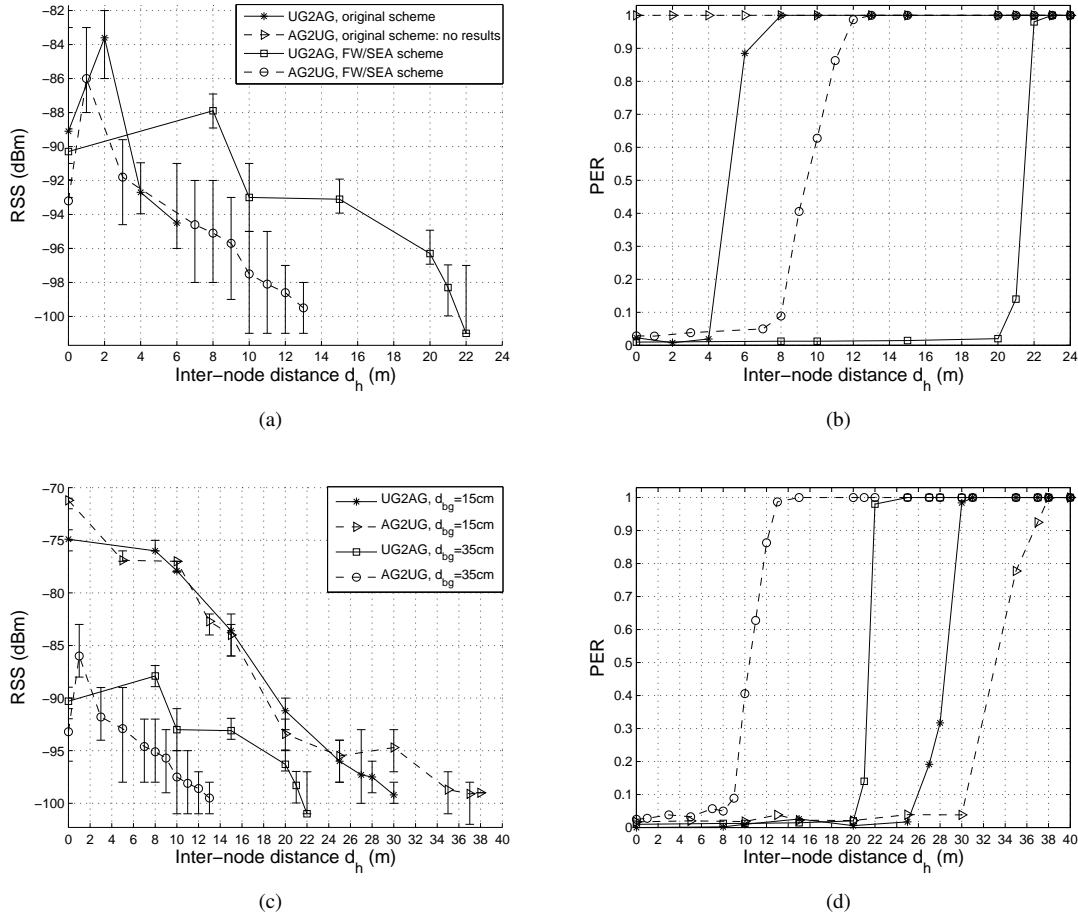 UG2AG, original scheme
AG2UG, original scheme: no results
UG2AG, FW/SEA scheme
AG2UG, FW/SEA scheme
−82
−84
−86
−88
−90
−92
−94
−96
−98
−100
RSS (dBm)
0 2 4 6 8 10 12 14 16 18 20 22 24
Inter−node distance d_h (m)
(a)
1
0.9
0.8
0.7
0.6
0.5
0.4
0.3
0.2
0.1
0
PER
0 2 4 6 8 10 12 14 16 18 20 22 24
Inter−node distance d_h (m)
(b)
UG2AG, d_bg=15cm
AG2UG, d_bg=15cm
UG2AG, d_bg=35cm
AG2UG, d_bg=35cm
−70
−75
−80
−85
−90
−95
−100
RSS (dBm)
0 2 4 6 8 10 12 14 16 18 20 22 24 26 28 30 32 34 36 38 40
Inter−node distance d_h (m)
(c)
1
0.9
0.8
0.7
0.6
0.5
0.4
0.3
0.2
0.1
0
PER
0 2 4 6 8 10 12 14 16 18 20 22 24 26 28 30 32 34 36 38 40
Inter−node distance d_h (m)
(d)